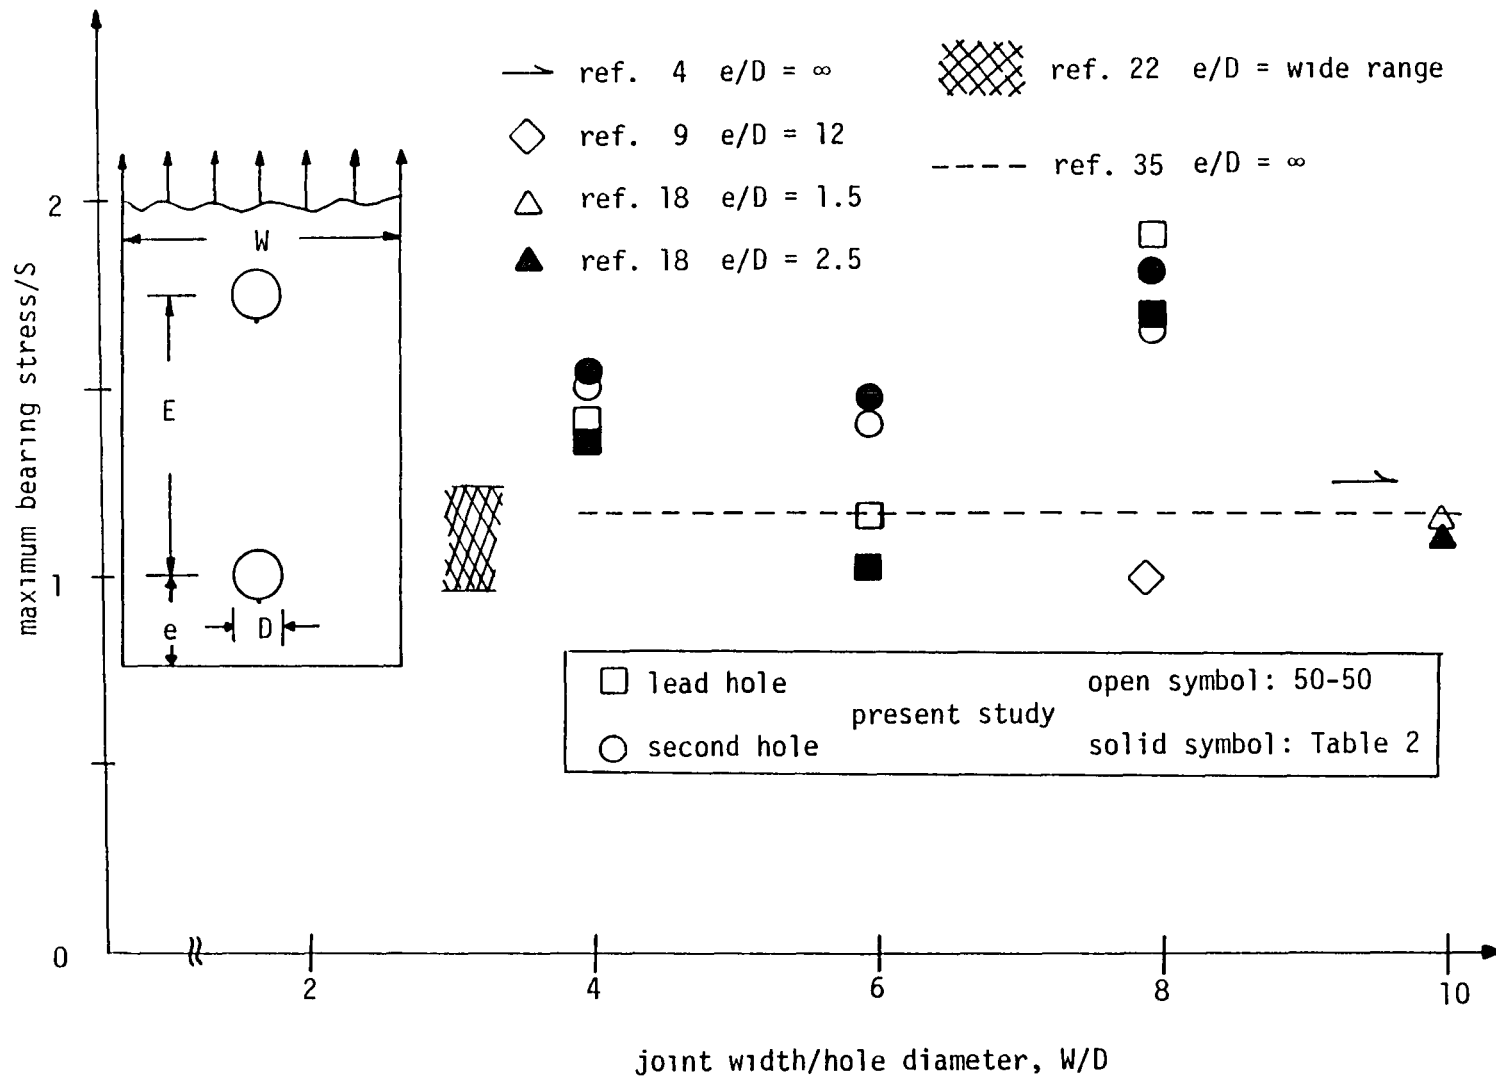 ref. 4 e/D = ∞
ref. 9 e/D = 12
ref. 18 e/D = 1.5
ref. 18 e/D = 2.5
ref. 22 e/D = wide range
ref. 35 e/D = ∞
maximum bearing stress/S
2
1
0
W
E
e
D
lead hole
second hole
present study
open symbol: 50-50
solid symbol: Table 2
2
4
6
8
10
joint width/hole diameter, W/D